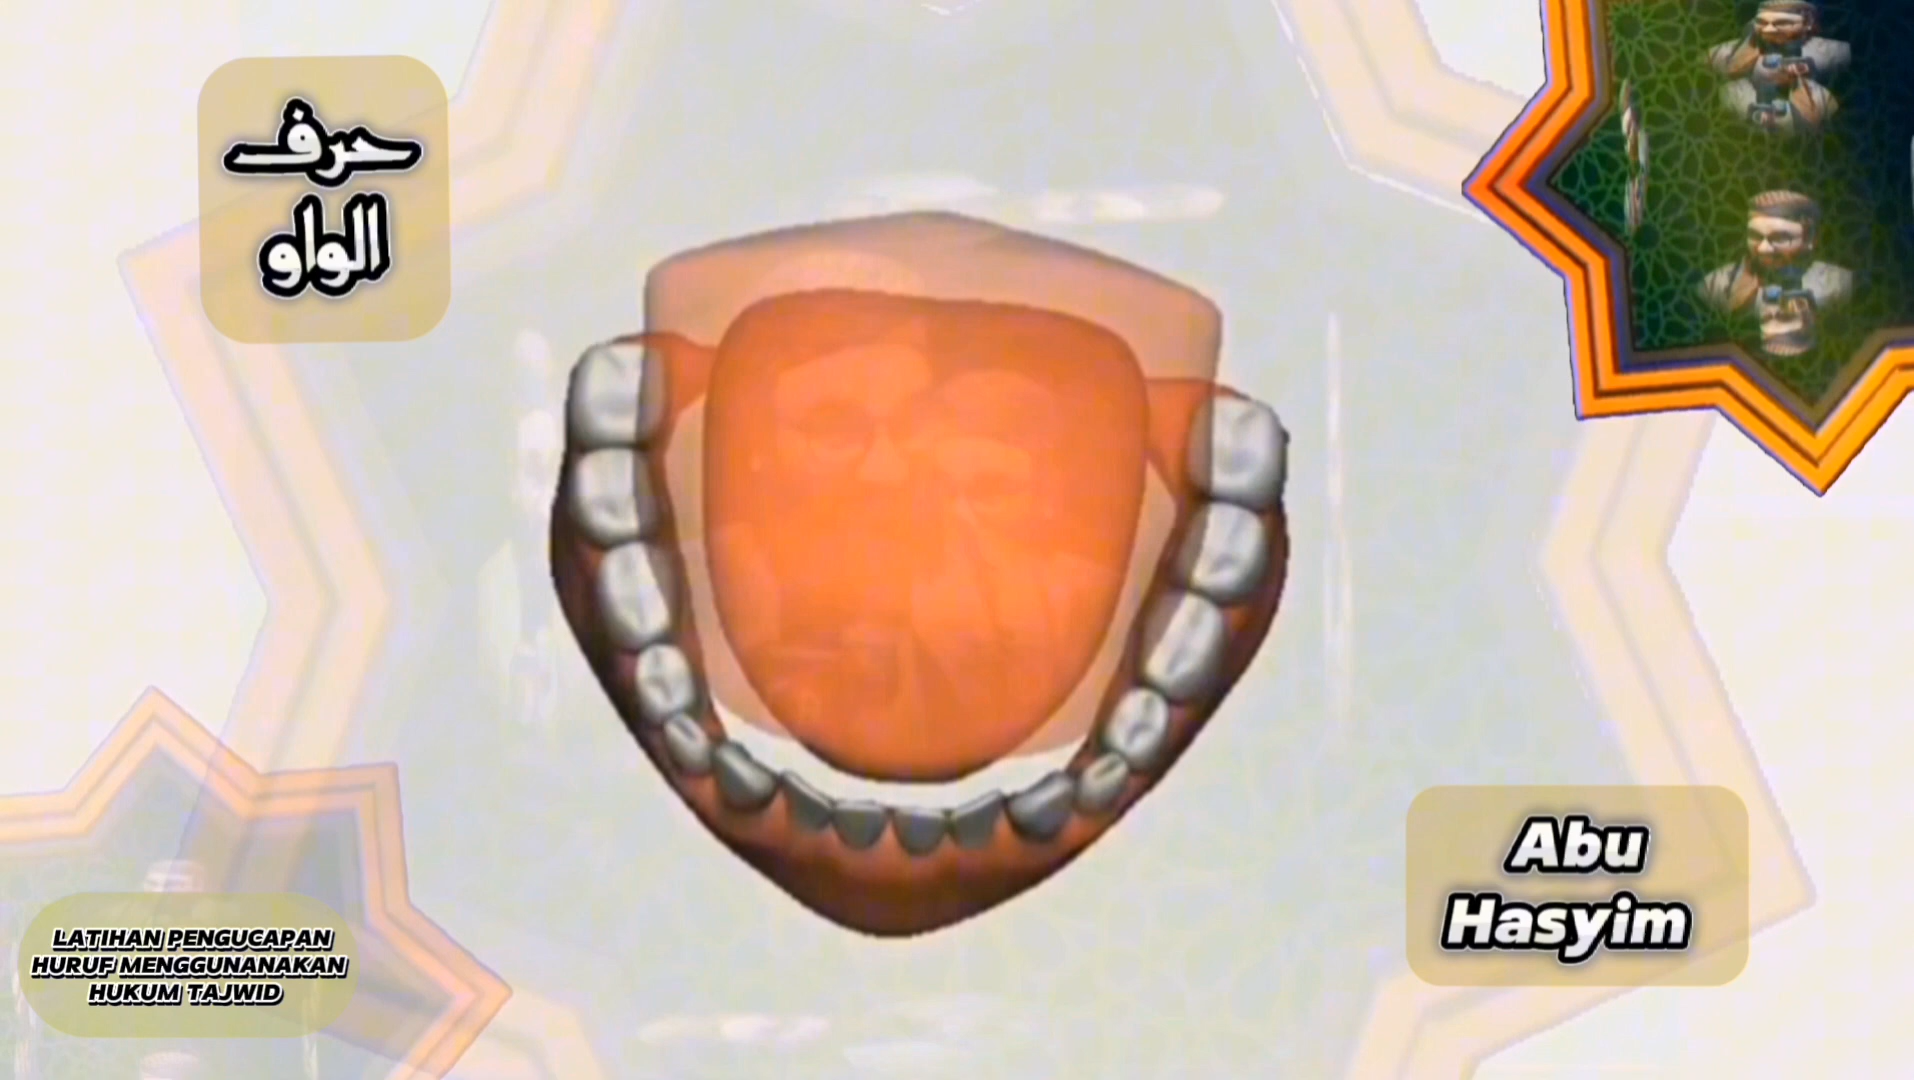 حرف
الواو
Abu
Hasyim
LATIHAN PENGUCAPAN
HURUF MENGGUNANAKAN
HUKUM TAJWID